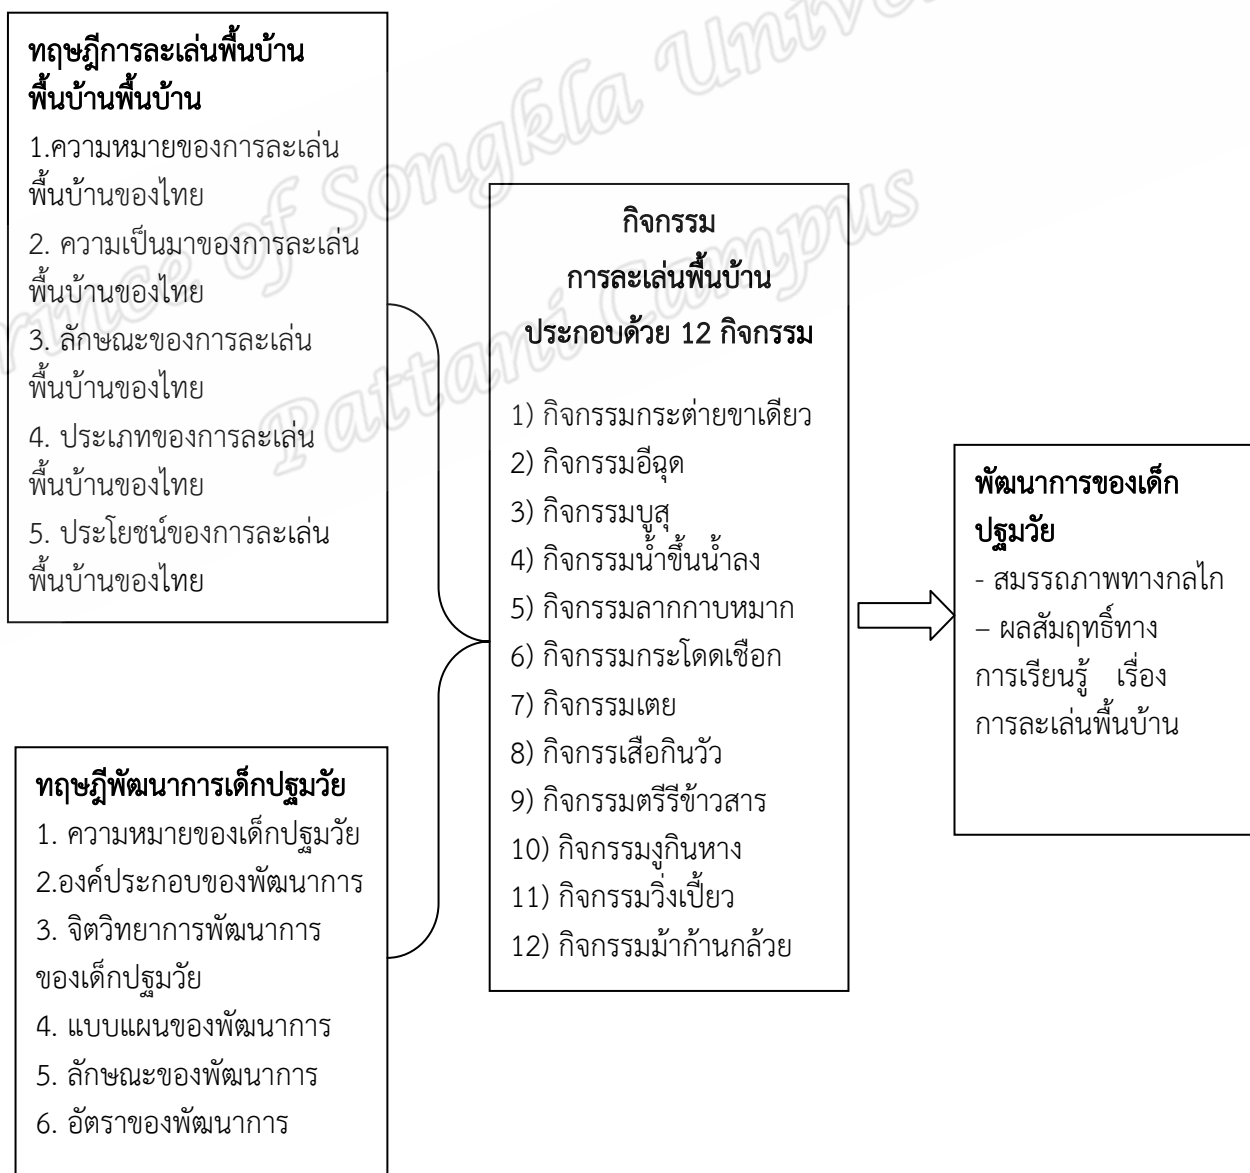 ทฤษฎีการละเล่นพื้นบ้าน
พื้นบ้านพื้นบ้าน
1.ความหมายของการละเล่น
พื้นบ้านของไทย
2. ความเป็นมาของการละเล่น
พื้นบ้านของไทย
3. ลักษณะของการละเล่น
พื้นบ้านของไทย
4. ประเภทของการละเล่น
พื้นบ้านของไทย
5. ประโยชน์ของการละเล่น
พื้นบ้านของไทย
ทฤษฎีพัฒนาการเด็กปฐมวัย
1. ความหมายของเด็กปฐมวัย
2.องค์ประกอบของพัฒนาการ
3. จิตวิทยาการพัฒนาการ
ของเด็กปฐมวัย
4. แบบแผนของพัฒนาการ
5. ลักษณะของพัฒนาการ
6. อัตราของพัฒนาการ
กิจกรรม
การละเล่นพื้นบ้าน
ประกอบด้วย 12 กิจกรรม
1) กิจกรรมกระต่ายขาเดียว
2) กิจกรรมอีฉุด
3) กิจกรรมบูสุ
4) กิจกรรมน้ำขึ้นน้ำลง
5) กิจกรรมลากกาบหมาก
6) กิจกรรมกระโดดเชือก
7) กิจกรรมเตย
8) กิจกรรเสือกินวัว
9) กิจกรรมตรีรีข้าวสาร
10) กิจกรรมงูกินหาง
11) กิจกรรมวิ่งเปี้ยว
12) กิจกรรมม้าก้านกล้วย
พัฒนาการของเด็ก
ปฐมวัย
- สมรรถภาพทางกลไก
– ผลสัมฤทธิ์ทาง
การเรียนรู้ เรื่อง
การละเล่นพื้นบ้าน
rince of Songkla Univer
Pattani Campus